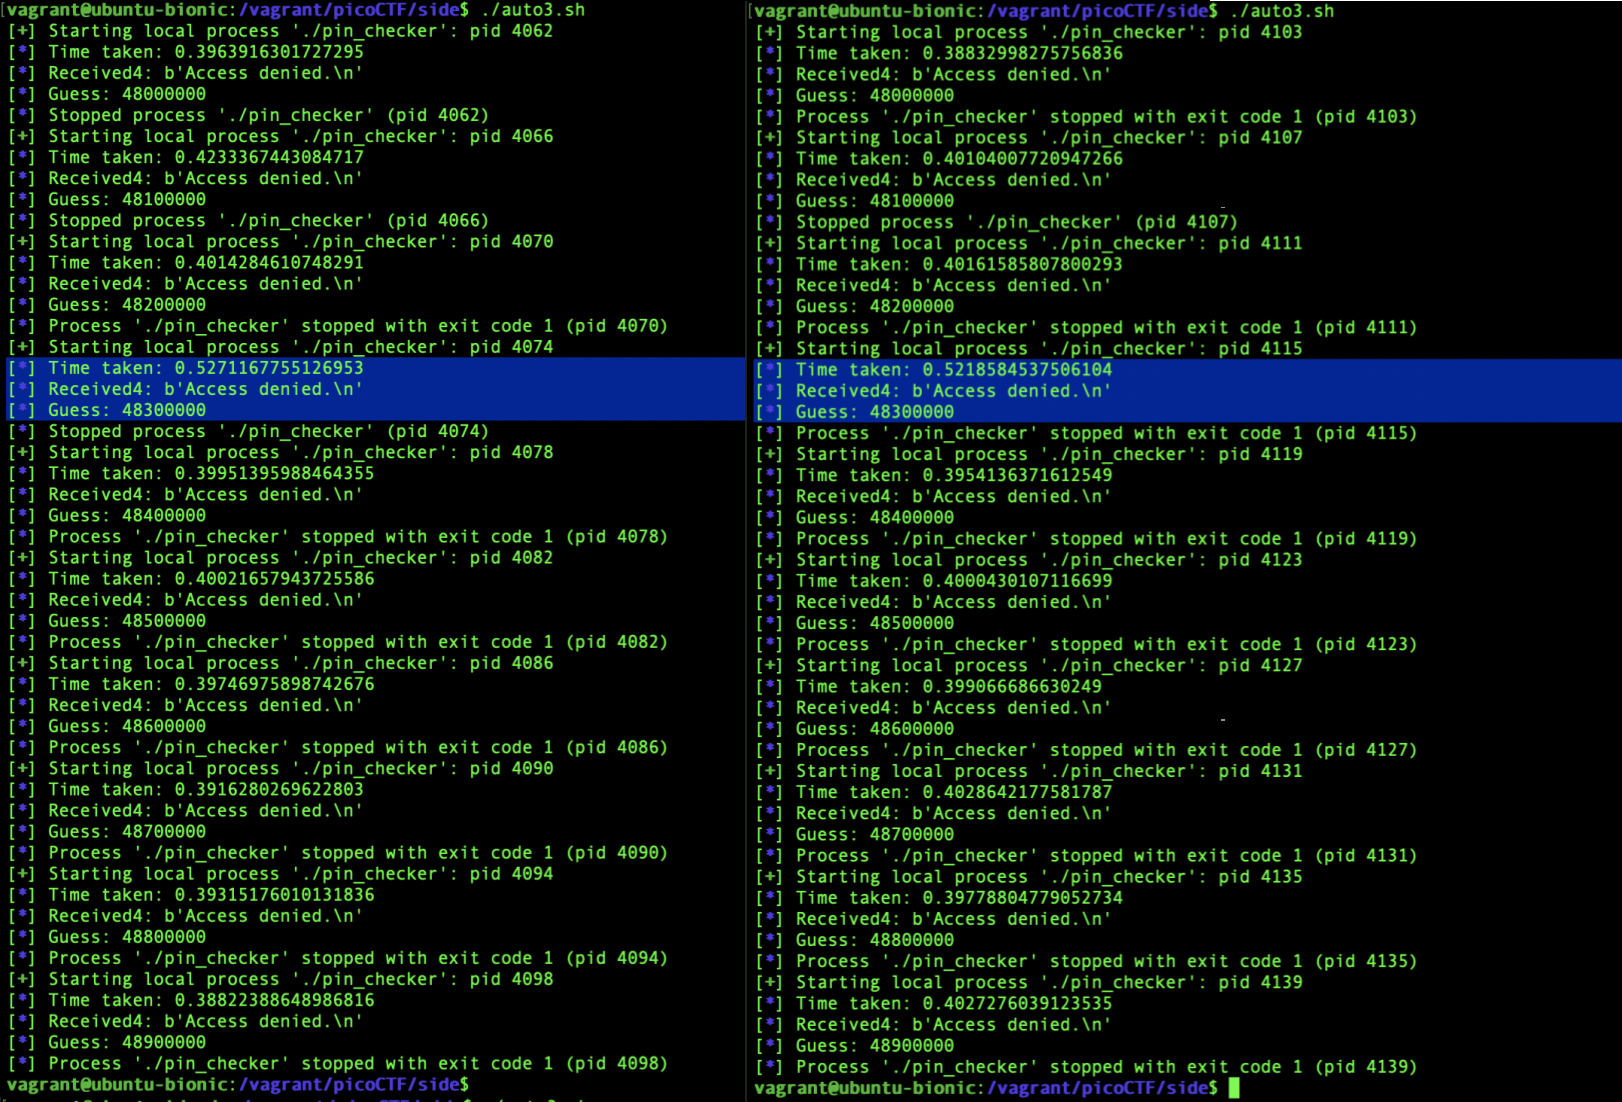 [vagrant@ubuntu-bionic:/vagrant/picoCTF/side$ ./auto3.sh
[+] Starting local process './pin_checker': pid 4062
[*] Time taken: 0.3963916301727295
[*] Received4: b'Access denied.\n'
[*] Guess: 48000000
[*] Stopped process './pin_checker' (pid 4062)
[+] Starting local process './pin_checker': pid 4066
[*] Time taken: 0.4233367443084717
[*] Received4: b'Access denied.\n'
[*] Guess: 48100000
[*] Stopped process './pin_checker' (pid 4066)
[+] Starting local process './pin_checker': pid 4070
[*] Time taken: 0.4014284610748291
[*] Received4: b'Access denied.\n'
[*] Guess: 48200000
[*] Process './pin_checker' stopped with exit code 1 (pid 4070)
[+] Starting local process './pin_checker': pid 4074
[*] Time taken: 0.5271167755126953
[*] Received4: b'Access denied.\n'
[*] Guess: 48300000
[*] Stopped process './pin_checker' (pid 4074)
[+] Starting local process './pin_checker': pid 4078
[*] Time taken: 0.39951395988464355
[*] Received4: b'Access denied.\n'
[*] Guess: 48400000
[*] Process './pin_checker' stopped with exit code 1 (pid 4078)
[+] Starting local process './pin_checker': pid 4082
[*] Time taken: 0.40021657943725586
[*] Received4: b'Access denied.\n'
[*] Guess: 48500000
[*] Process './pin_checker' stopped with exit code 1 (pid 4082)
[+] Starting local process './pin_checker': pid 4086
[*] Time taken: 0.39746975898742676
[*] Received4: b'Access denied.\n'
[*] Guess: 48600000
[*] Process './pin_checker' stopped with exit code 1 (pid 4086)
[+] Starting local process './pin_checker': pid 4090
[*] Time taken: 0.3916280269622803
[*] Received4: b'Access denied.\n'
[*] Guess: 48700000
[*] Process './pin_checker' stopped with exit code 1 (pid 4090)
[+] Starting local process './pin_checker': pid 4094
[*] Time taken: 0.39315176010131836
[*] Received4: b'Access denied.\n'
[*] Guess: 48800000
[*] Process './pin_checker' stopped with exit code 1 (pid 4094)
[+] Starting local process './pin_checker': pid 4098
[*] Time taken: 0.38822388648986816
[*] Received4: b'Access denied.\n'
[*] Guess: 48900000
[*] Process './pin_checker' stopped with exit code 1 (pid 4098)
vagrant@ubuntu-bionic:/vagrant/picoCTF/side$
[vagrant@ubuntu-bionic:/vagrant/picoCTF/side$ ./auto3.sh
[+] Starting local process './pin_checker': pid 4103
[*] Time taken: 0.38832998275756836
[*] Received4: b'Access denied.\n'
[*] Guess: 48000000
[*] Process './pin_checker' stopped with exit code 1 (pid 4103)
[+] Starting local process './pin_checker': pid 4107
[*] Time taken: 0.40104007720947266
[*] Received4: b'Access denied.\n'
[*] Guess: 48100000
[*] Stopped process './pin_checker' (pid 4107)
[+] Starting local process './pin_checker': pid 4111
[*] Time taken: 0.40161585807800293
[*] Received4: b'Access denied.\n'
[*] Guess: 48200000
[*] Process './pin_checker' stopped with exit code 1 (pid 4111)
[+] Starting local process './pin_checker': pid 4115
[*] Time taken: 0.5218584537506104
[*] Received4: b'Access denied.\n'
[*] Guess: 48300000
[*] Process './pin_checker' stopped with exit code 1 (pid 4115)
[+] Starting local process './pin_checker': pid 4119
[*] Time taken: 0.3954136371612549
[*] Received4: b'Access denied.\n'
[*] Guess: 48400000
[*] Process './pin_checker' stopped with exit code 1 (pid 4119)
[+] Starting local process './pin_checker': pid 4123
[*] Time taken: 0.4000430107116699
[*] Received4: b'Access denied.\n'
[*] Guess: 48500000
[*] Process './pin_checker' stopped with exit code 1 (pid 4123)
[+] Starting local process './pin_checker': pid 4127
[*] Time taken: 0.399066686630249
[*] Received4: b'Access denied.\n'
[*] Guess: 48600000
[*] Process './pin_checker' stopped with exit code 1 (pid 4127)
[+] Starting local process './pin_checker': pid 4131
[*] Time taken: 0.4028642177581787
[*] Received4: b'Access denied.\n'
[*] Guess: 48700000
[*] Process './pin_checker' stopped with exit code 1 (pid 4131)
[+] Starting local process './pin_checker': pid 4135
[*] Time taken: 0.39778804779052734
[*] Received4: b'Access denied.\n'
[*] Guess: 48800000
[*] Process './pin_checker' stopped with exit code 1 (pid 4135)
[+] Starting local process './pin_checker': pid 4139
[*] Time taken: 0.4027276039123535
[*] Received4: b'Access denied.\n'
[*] Guess: 48900000
[*] Process './pin_checker' stopped with exit code 1 (pid 4139)
vagrant@ubuntu-bionic:/vagrant/picoCTF/side$